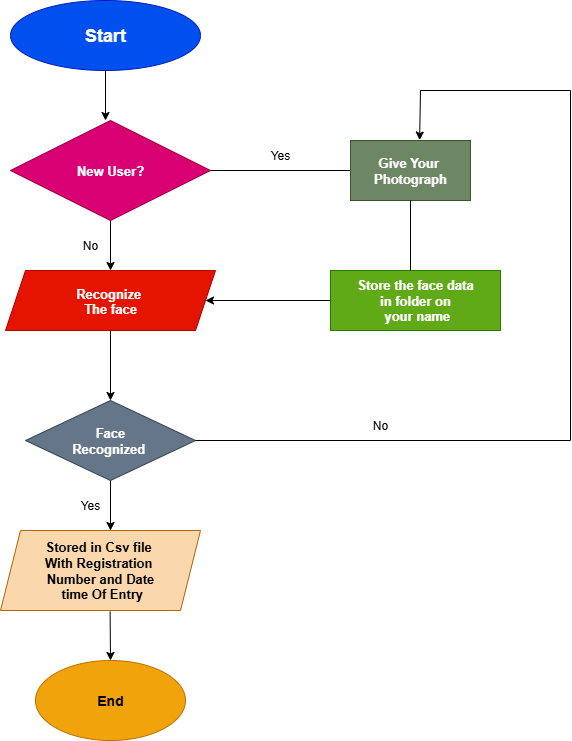 Start
New User?
Yes
Give Your
Photograph
No
Recognize
The face
Store the face data
in folder on
your name
Face
Recognized
No
Yes
Stored in Csv file
With Registration
Number and Date
time Of Entry
End